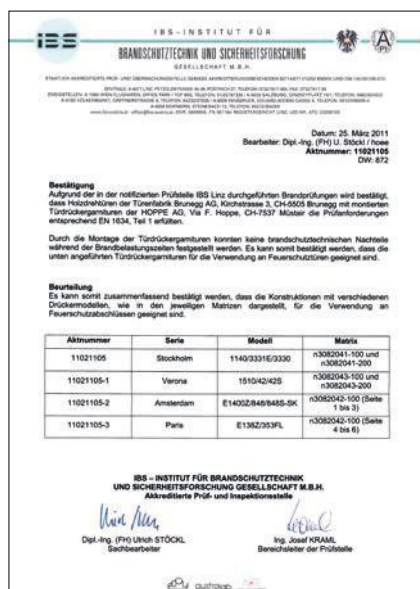 IBS
IBS-INSTITUT FÜR
BRANDSCHUTZTECHNIK UND SICHERHEITSFORSCHUNG
GESELLSCHAFT M.B.H.
Datum: 25. März 2011
Bearbeiter: Dipl.-Ing. (FH) U. Stöckl / hoee
Aktnummer: 11021105
DW: 872
Bestätigung
Aufgrund der in der notifizierten Prüfstelle IBS Linz durchgeführten Brandprüfungen wird bestätigt,
dass Holzdrehtüren der Türenfabrik Brunegg AG, Kirchstrasse 3, CH-5505 Brunegg mit montierten
Türdrückergarnituren der HOPPE AG, Via F. Hoppe, CH-7537 Müstair die Prüfanforderungen
entsprechend EN 1634, Teil 1 erfüllten.
Durch die Montage der Türdrückergarnituren konnten keine brandschutztechnischen Nachteile
während der Brandbelastungszeiten festgestellt werden. Es kann somit bestätigt werden, dass die
unten angeführten Türdrückergarnituren für die Verwendung an Feuerschutztüren geeignet sind.
Beurteilung
Es kann somit zusammenfassend bestätigt werden, dass die Konstruktionen mit verschiedenen
Drückermodellen, wie in den jeweiligen Matrizen dargestellt, für die Verwendung an
Feuerschutzabschlüssen geeignet sind.
Aktnummer Serie Modell Matrix
11021105 Stockholm 1140/3331E/3330 n3082041-100 und
n3082041-200
11021105-1 Verona 1510/42/42S n3082043-100 und
n3082043-200
11021105-2 Amsterdam E1400Z/848/848S-SK n3082042-100 (Seite
1 bis 3)
11021105-3 Paris E138Z/353FL n3082042-100 (Seite
4 bis 6)
IBS – INSTITUT FÜR BRANDSCHUTZTECHNIK
UND SICHERHEITSFORSCHUNG GESELLSCHAFT M.B.H.
Akkreditierte Prüf- und Inspektionsstelle
Dipl.-Ing. (FH) Ulrich STÖCKL Ing. Josef KRAML
Sachbearbeiter Bereichsleiter der Prüfstelle
austrolab